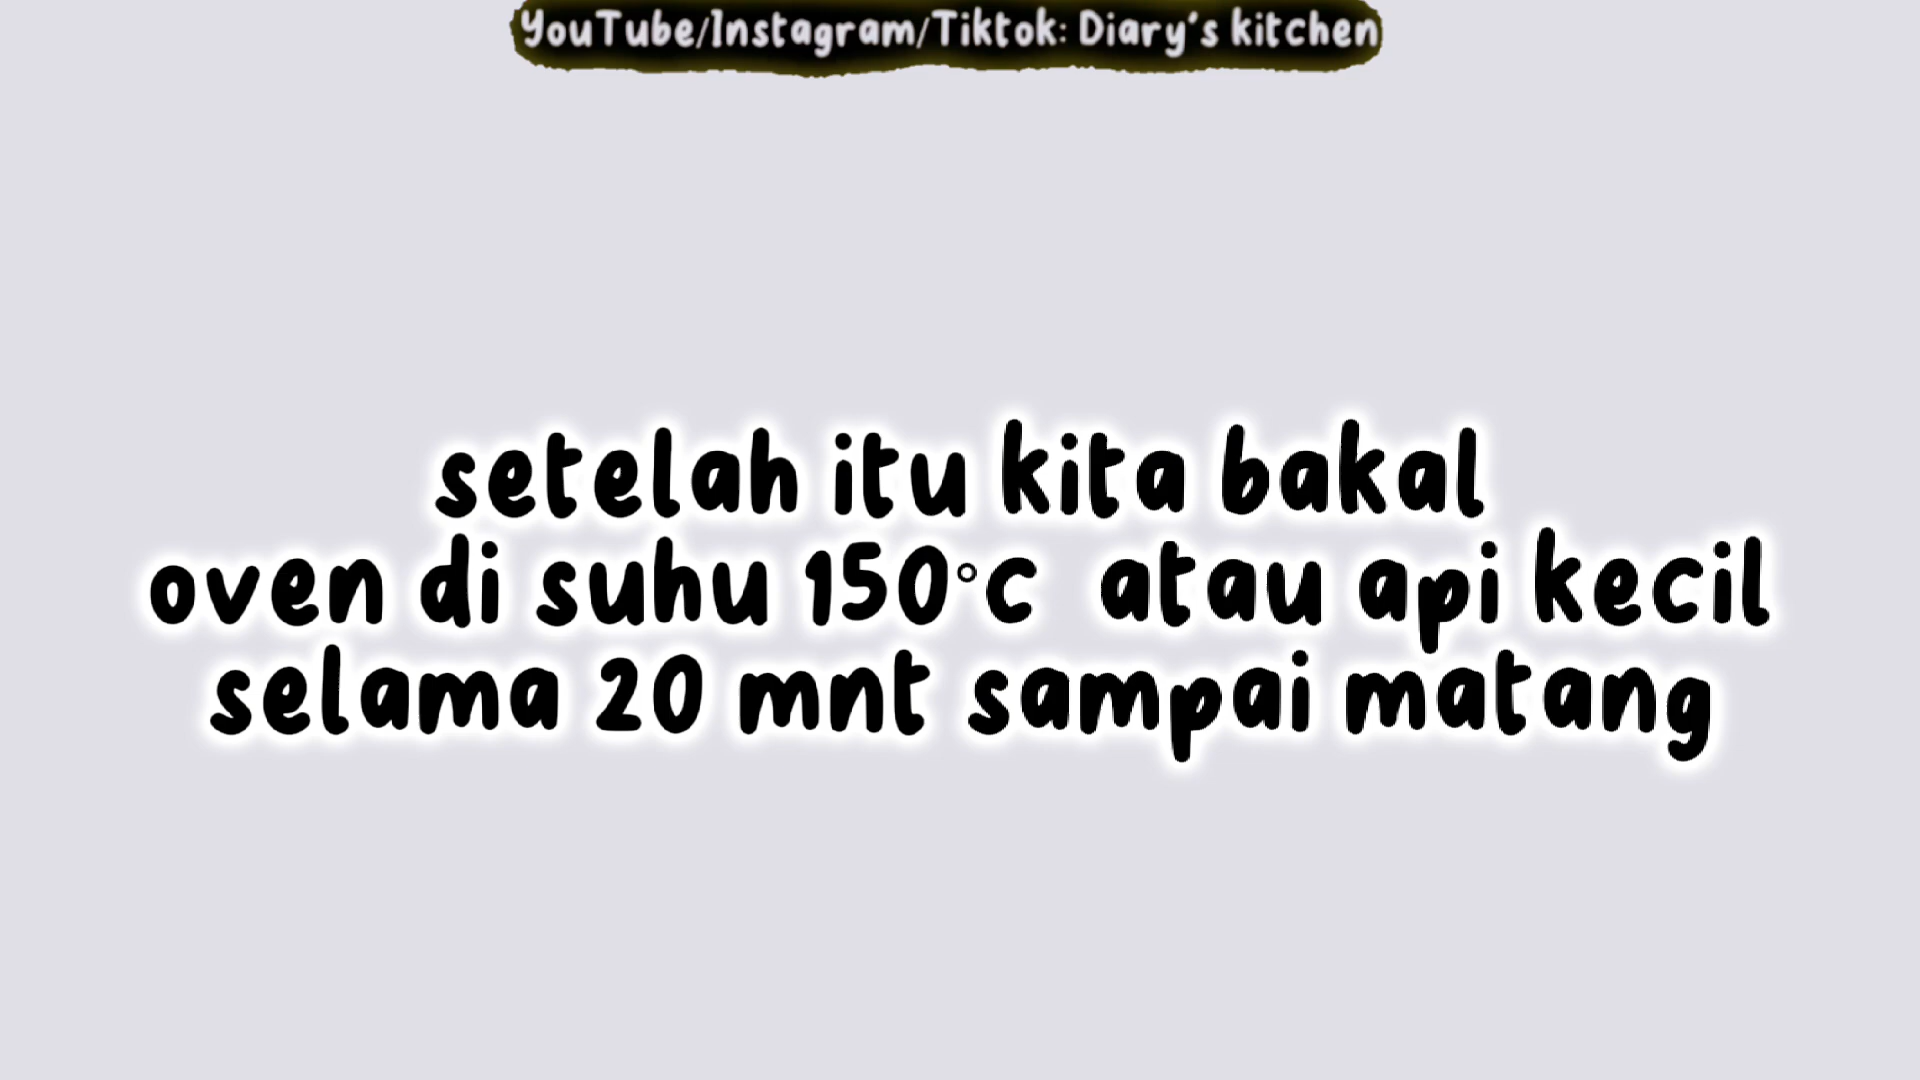 YouTube/Instagram/Tiktok: Diary's kitchen
setelah itu kita bakal
oven di suhu 150°c atau api kecil
selama 20 mnt sampai matang